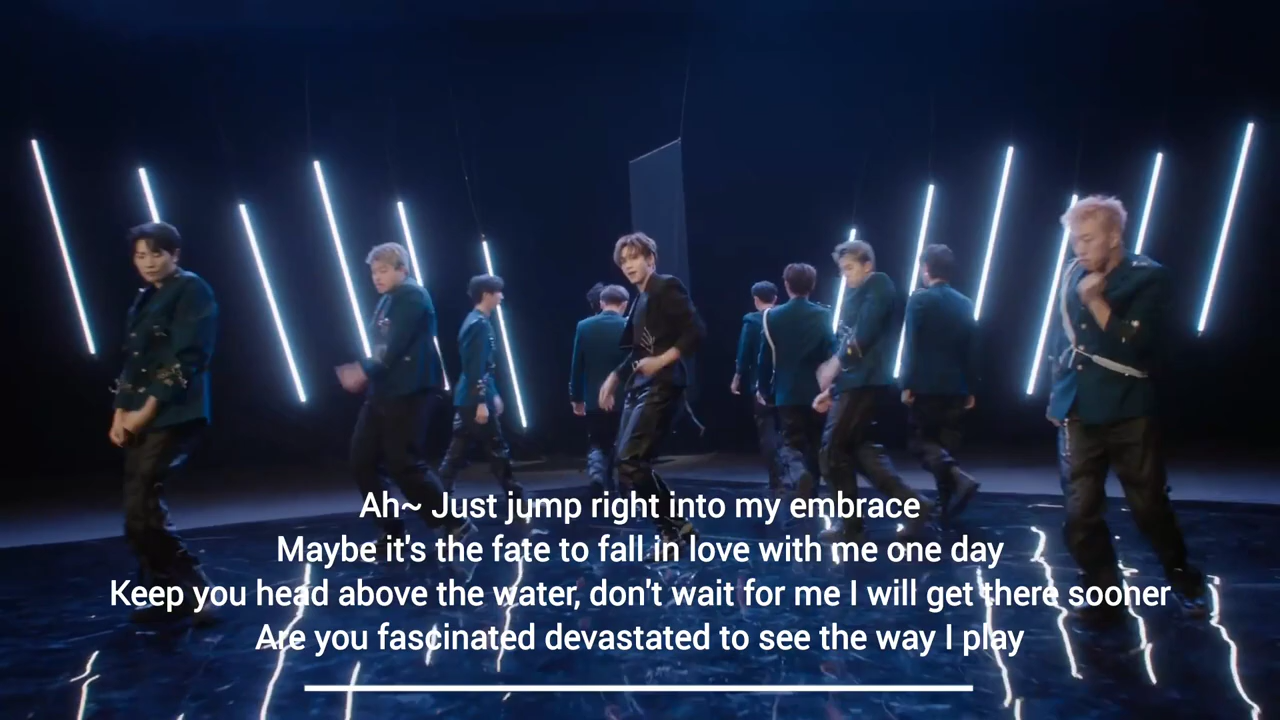 Ah~ Just jump right into my embrace
Maybe it's the fate to fall in love with me one day
Keep you head above the water, don't wait for me I will get there sooner
Are you fascinated devastated to see the way I play